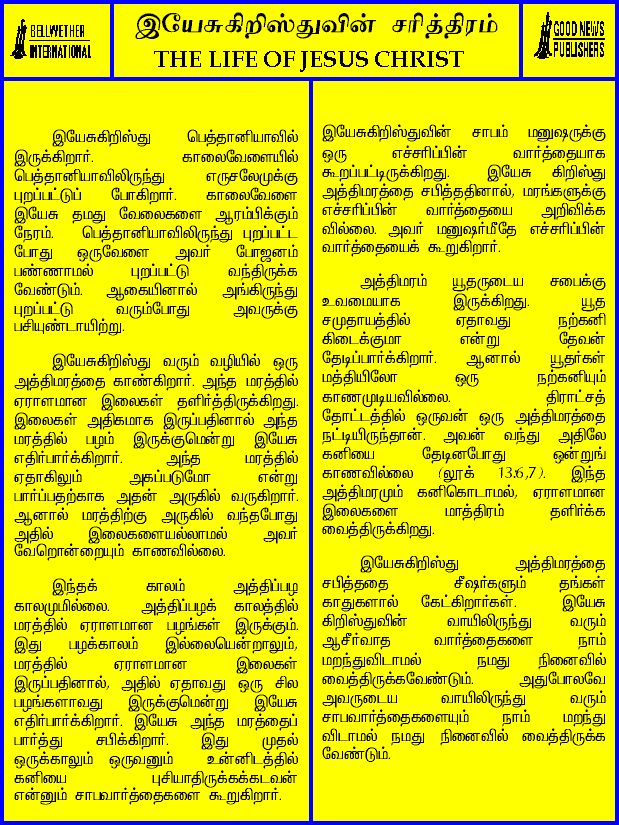 BELLWETHER
INTERNATIONAL
இயேசுகிறிஸ்துவின் சரித்திரம்
THE LIFE OF JESUS CHRIST
GOOD NEWS
PUBLISHERS
இயேசுகிறிஸ்து பெத்தானியாவில்
இருக்கிறார். காலைவேளையில்
பெத்தானியாவிலிருந்து எருசலேமுக்கு
புறப்பட்டுப் போகிறார். காலைவேளை
இயேசு தமது வேலைகளை ஆரம்பிக்கும்
நேரம். பெத்தானியாவிலிருந்து புறப்பட்ட
போது ஒருவேளை அவர் போஜனம்
பண்ணாமல் புறப்பட்டு வந்திருக்க
வேண்டும். ஆகையினால் அங்கிருந்து
புறப்பட்டு வரும்போது அவருக்கு
பசியுண்டாயிற்று.
இயேசுகிறிஸ்து வரும் வழியில் ஒரு
அத்திமரத்தை காண்கிறார். அந்த மரத்தில்
ஏராளமான இலைகள் தளிர்த்திருக்கிறது.
இலைகள் அதிகமாக இருப்பதினால் அந்த
மரத்தில் பழம் இருக்குமென்று இயேசு
எதிர்பார்க்கிறார். அந்த மரத்தில்
ஏதாகிலும் அகப்படுமோ என்று
பார்ப்பதற்காக அதன் அருகில் வருகிறார்.
ஆனால் மரத்திற்கு அருகில் வந்தபோது
அதில் இலைகளையல்லாமல் அவர்
வேறொன்றையும் காணவில்லை.
இந்தக் காலம் அத்திப்பழ
காலமுமில்லை. அத்திபழக் காலத்தில்
மரத்தில் ஏராளமான பழங்கள் இருக்கும்.
இது பழக்காலம் இல்லையென்றாலும்,
மரத்தில் ஏராளமான இலைகள்
இருப்பதினால், அதில் ஏதாவது ஒரு சில
பழங்களாவது இருக்குமென்று இயேசு
எதிர்பார்க்கிறார். இயேசு அந்த மரத்தைப்
பார்த்து சபிக்கிறார். இது முதல்
ஒருக்காலும் ஒருவனும் உன்னிடத்தில்
கனியை புசியாதிருக்கக்கடவன்
என்னும் சாபவார்த்தைகளை கூறுகிறார்.
இயேசுகிறிஸ்துவின் சாபம் மனுஷருக்கு
ஒரு எச்சரிப்பின் வார்த்தையாக
கூறப்பட்டிருக்கிறது. இயேசு கிறிஸ்து
அத்திமரத்தை சபித்ததினால், மரங்களுக்கு
எச்சரிப்பின் வார்த்தையை அறிவிக்க
வில்லை. அவர் மனுஷர்மீதே எச்சரிப்பின்
வார்த்தையைக் கூறுகிறார்.
அத்திமரம் யூதருடைய சபைக்கு
உவமையாக இருக்கிறது. யூத
சமுதாயத்தில் ஏதாவது நற்கனி
கிடைக்குமா என்று தேவன்
தேடிப்பார்க்கிறார். ஆனால் யூதர்கள்
மத்தியிலோ ஒரு நற்கனியும்
காணமுடியவில்லை. திராட்சத்
தோட்டத்தில் ஒருவன் ஒரு அத்திமரத்தை
நட்டியிருந்தான். அவன் வந்து அதிலே
கனியை தேடினபோது ஒன்றுங்
காணவில்லை (லூக் 13:6,7). இந்த
அத்திமரமும் கனிகொடாமல், ஏராளமான
இலைகளை மாத்திரம் தளிர்க்க
வைத்திருக்கிறது.
இயேசுகிறிஸ்து அத்திமரத்தை
சபித்ததை சீஷர்களும் தங்கள்
காதுகளால் கேட்கிறார்கள். இயேசு
கிறிஸ்துவின் வாயிலிருந்து வரும்
ஆசீர்வாத வார்த்தைகளை நாம்
மறந்துவிடாமல் நமது நினைவில்
வைத்திருக்கவேண்டும். அதுபோலவே
அவருடைய வாயிலிருந்து வரும்
சாபவார்த்தைகளையும் நாம் மறந்து
விடாமல் நமது நினைவில் வைத்திருக்க
வேண்டும்.